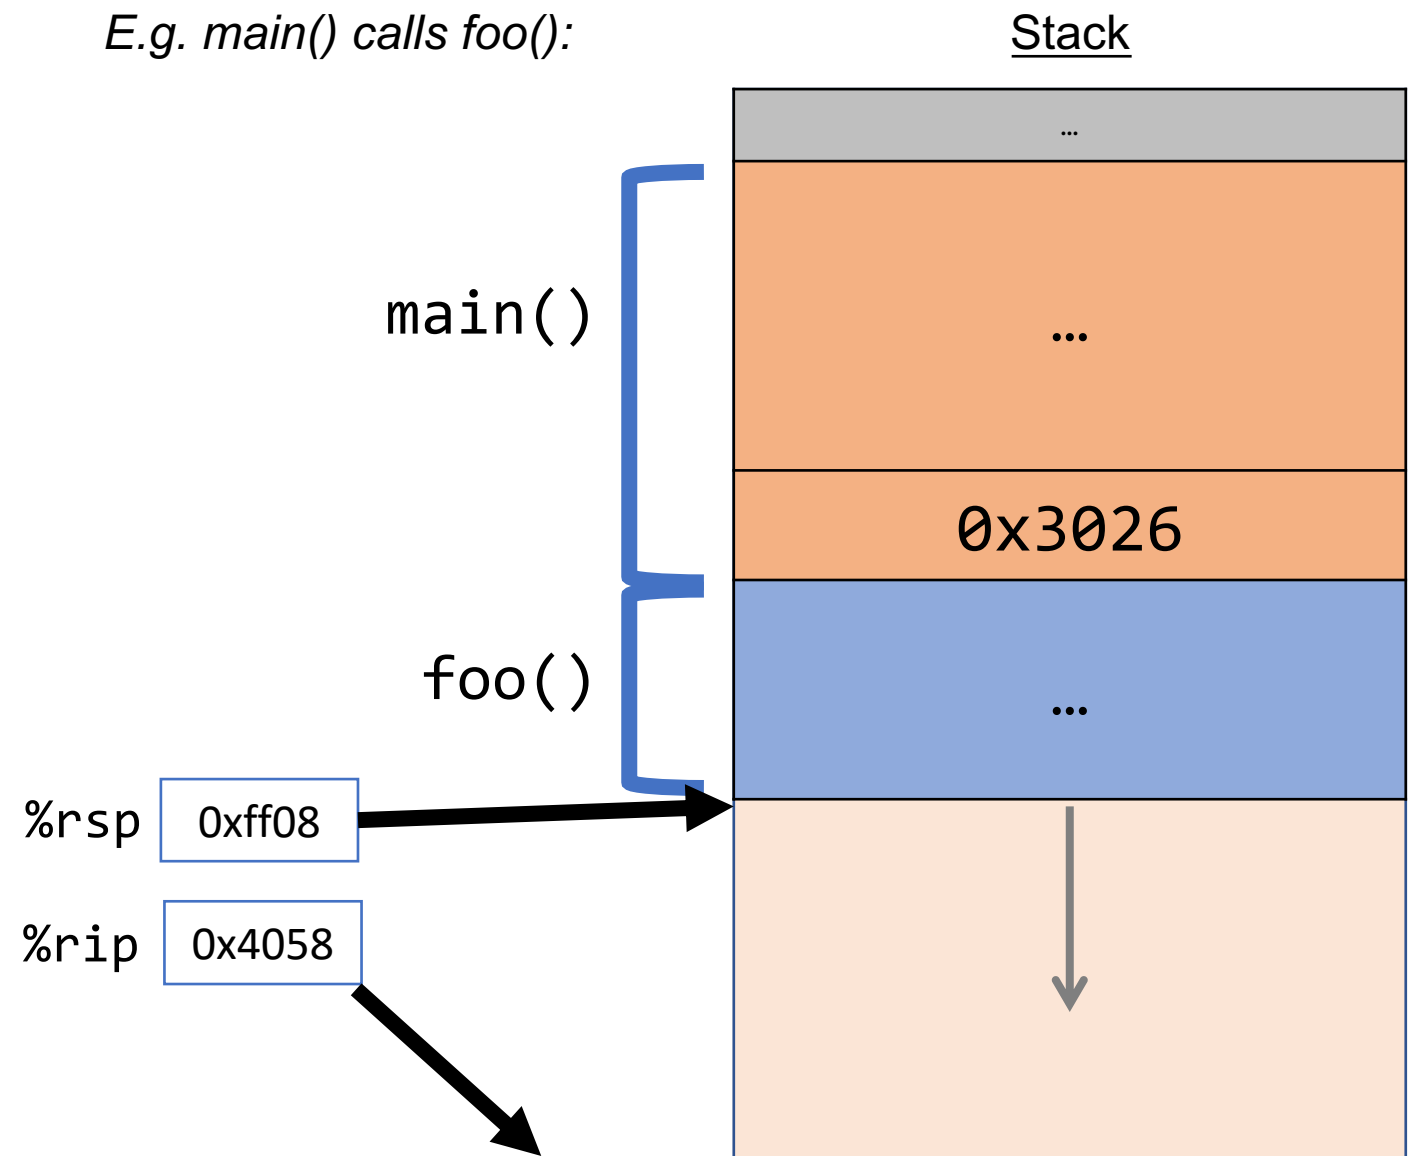 E.g. main() calls foo():
Stack
...
main()
...
0x3026
foo()
...
%rsp
0xff08
%rip
0x4058